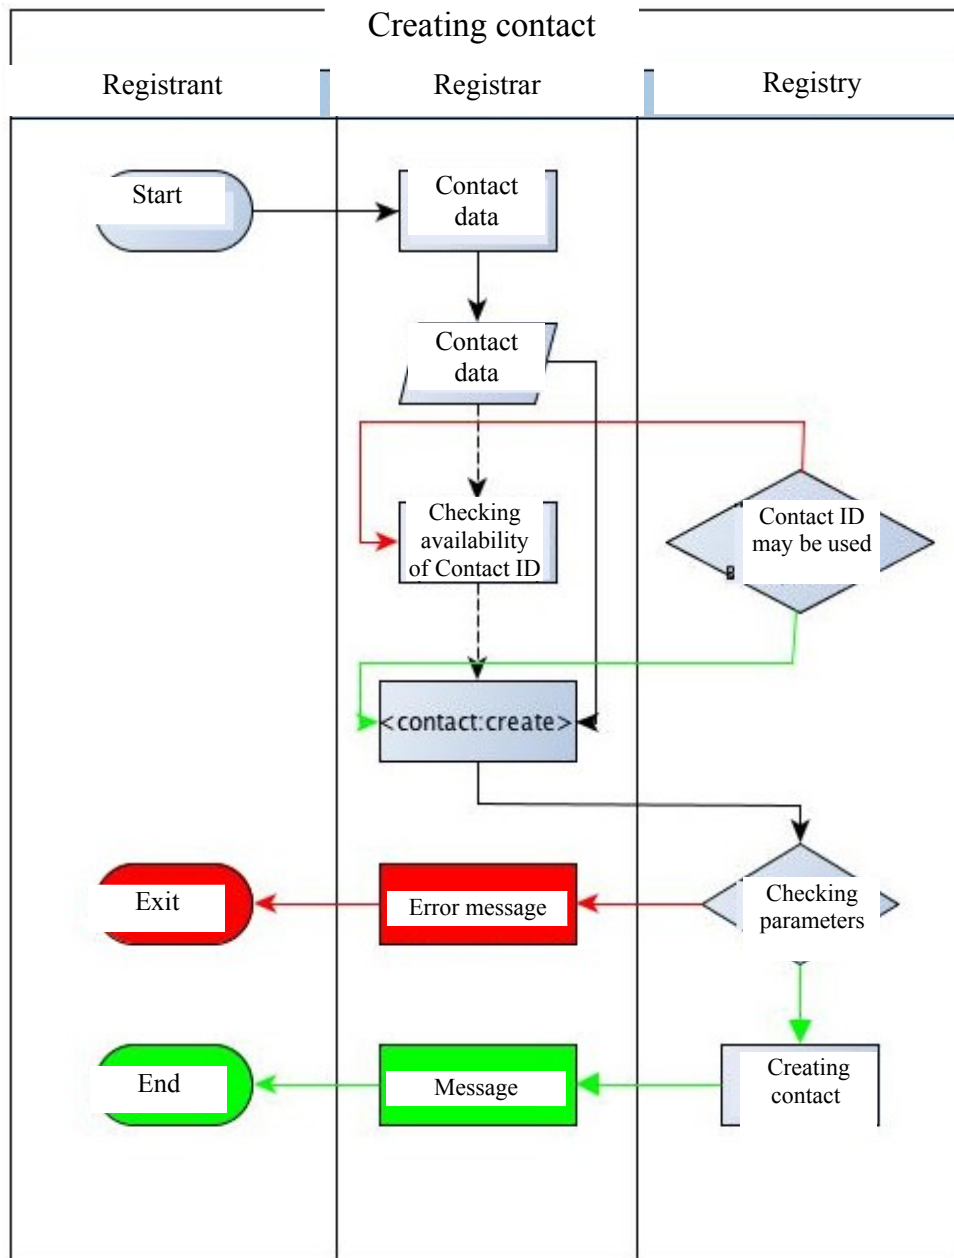 Creating contact
Registrant
Registrar
Registry
Start
Contact
data
Contact
data
Checking
availability
of Contact ID
Contact ID
may be used
<contact:create>
Exit
Error message
Checking
parameters
End
Message
Creating
contact